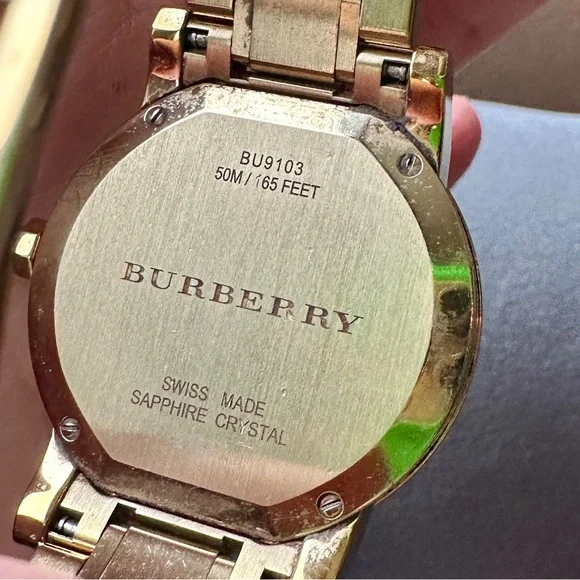 BU9103
50M / 165 FEET
BURBERRY
SWISS MADE
SAPPHIRE CRYSTAL